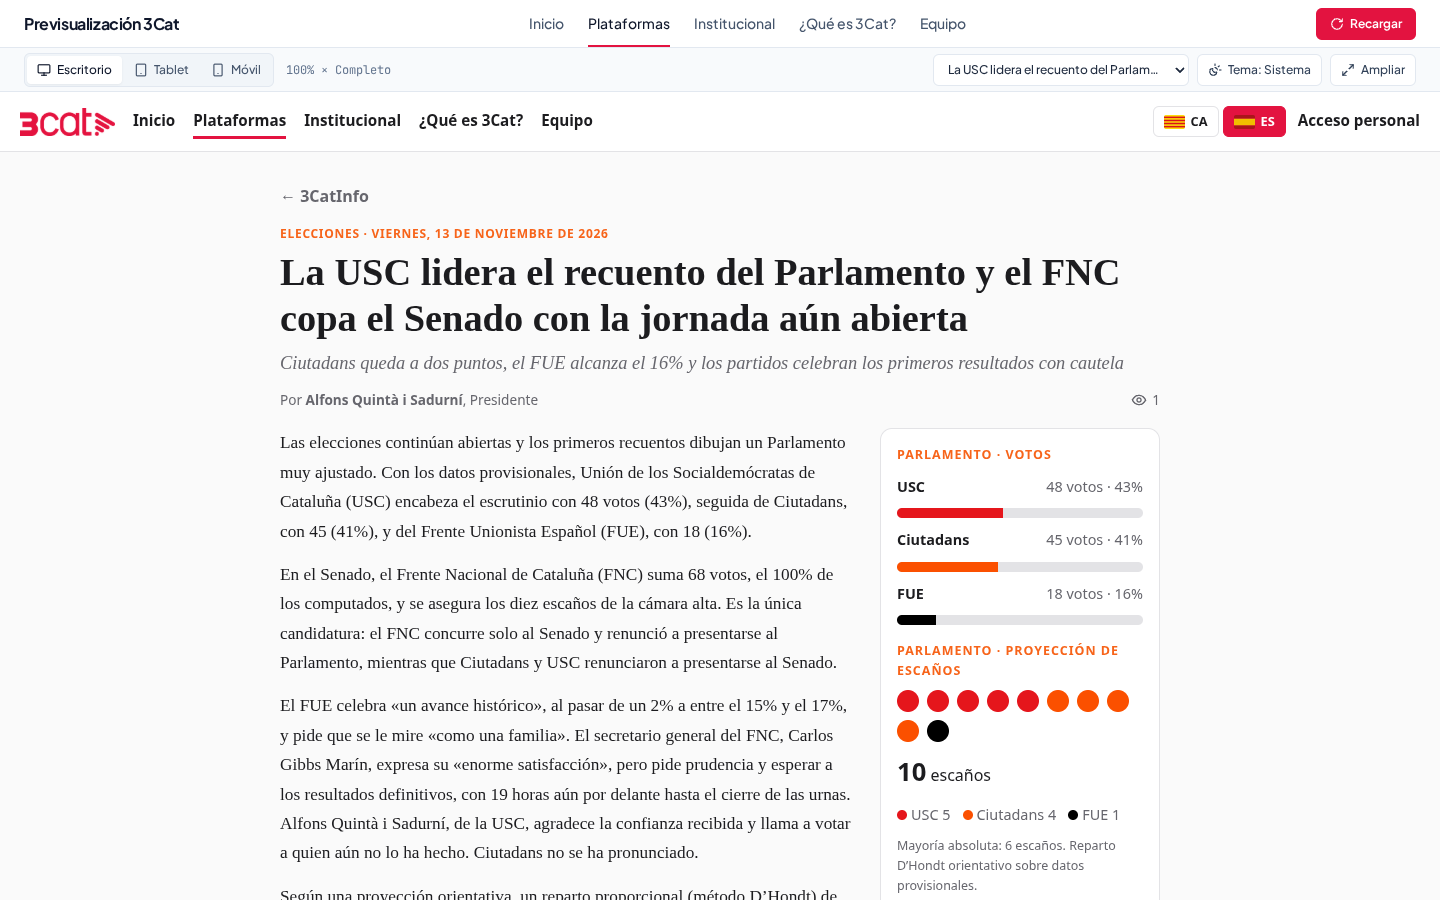 Previsualización 3Cat
Inicio
Plataformas
Institucional
¿Qué es 3Cat?
Equipo
Recargar
Escritorio
Tablet
Móvil
100% × Completo
La USC lidera el recuento del Parlam…
Tema: Sistema
Ampliar
3cat
Inicio
Plataformas
Institucional
¿Qué es 3Cat?
Equipo
CA
ES
Acceso personal
← 3CatInfo
ELECCIONES · VIERNES, 13 DE NOVIEMBRE DE 2026
La USC lidera el recuento del Parlamento y el FNC
copa el Senado con la jornada aún abierta
Ciutadans queda a dos puntos, el FUE alcanza el 16% y los partidos celebran los primeros resultados con cautela
Por Alfons Quintà i Sadurní, Presidente
1
Las elecciones continúan abiertas y los primeros recuentos dibujan un Parlamento
muy ajustado. Con los datos provisionales, Unión de los Socialdemócratas de
Cataluña (USC) encabeza el escrutinio con 48 votos (43%), seguida de Ciutadans,
con 45 (41%), y del Frente Unionista Español (FUE), con 18 (16%).
En el Senado, el Frente Nacional de Cataluña (FNC) suma 68 votos, el 100% de
los computados, y se asegura los diez escaños de la cámara alta. Es la única
candidatura: el FNC concurre solo al Senado y renunció a presentarse al
Parlamento, mientras que Ciutadans y USC renunciaron a presentarse al Senado.
El FUE celebra «un avance histórico», al pasar de un 2% a entre el 15% y el 17%,
y pide que se le mire «como una familia». El secretario general del FNC, Carlos
Gibbs Marín, expresa su «enorme satisfacción», pero pide prudencia y esperar a
los resultados definitivos, con 19 horas aún por delante hasta el cierre de las urnas.
Alfons Quintà i Sadurní, de la USC, agradece la confianza recibida y llama a votar
a quien aún no lo ha hecho. Ciutadans no se ha pronunciado.
Según una proyección orientativa, un reparto proporcional (método D’Hondt) de
PARLAMENTO · VOTOS
USC 48 votos · 43%
Ciutadans 45 votos · 41%
FUE 18 votos · 16%
PARLAMENTO · PROYECCIÓN DE
ESCAÑOS
10 escaños
USC 5 Ciutadans 4 FUE 1
Mayoría absoluta: 6 escaños. Reparto
D’Hondt orientativo sobre datos
provisionales.